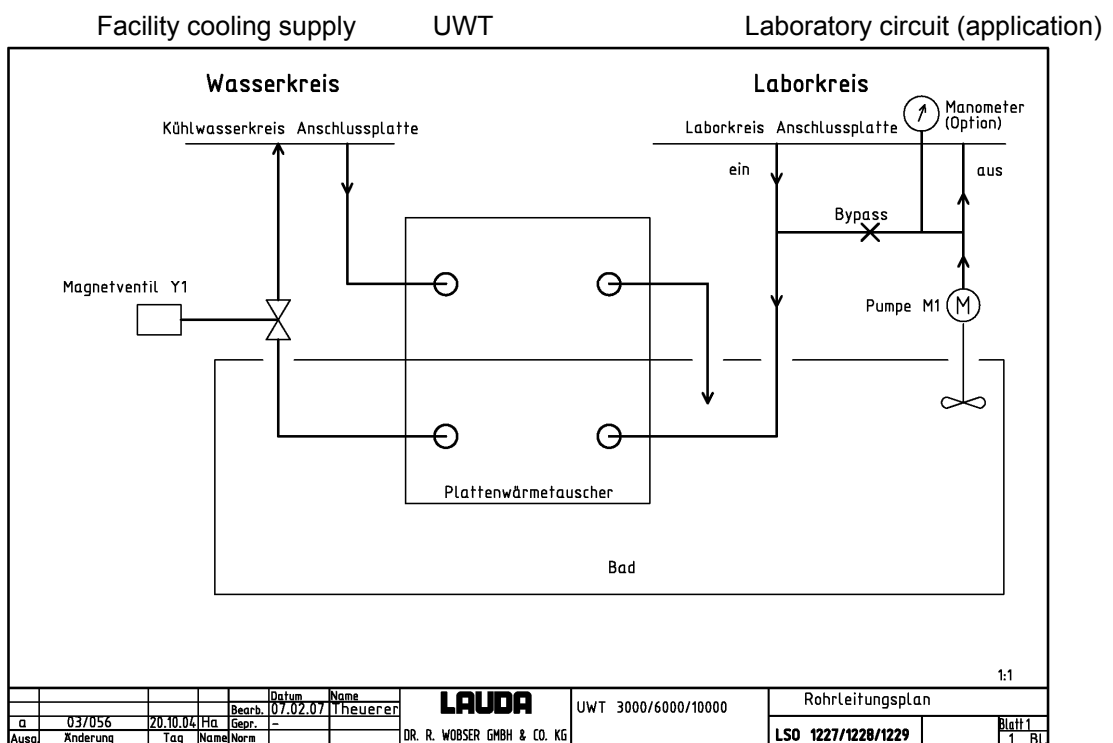 Facility cooling supply UWT Laboratory circuit (application)
Wasserkreis Laborkreis
Kühlwasserkreis Anschlussplatte
Laborkreis Anschlussplatte
Manometer
(Option)
ein
aus
Bypass
Magnetventil Y1
Pumpe M1
M
Plattenwärmetauscher
Bad
1:1
Datum Name
Bearb. 07.02.07 Theuerer
a 03/056 20.10.04 Ha Gepr. -
Ausg. Änderung Tag Name Norm
LAUDA
DR. R. WOBSER GMBH & CO. KG
UWT 3000/6000/10000
Rohrleitungsplan
LSO 1227/1228/1229
Blatt 1
1 Bl